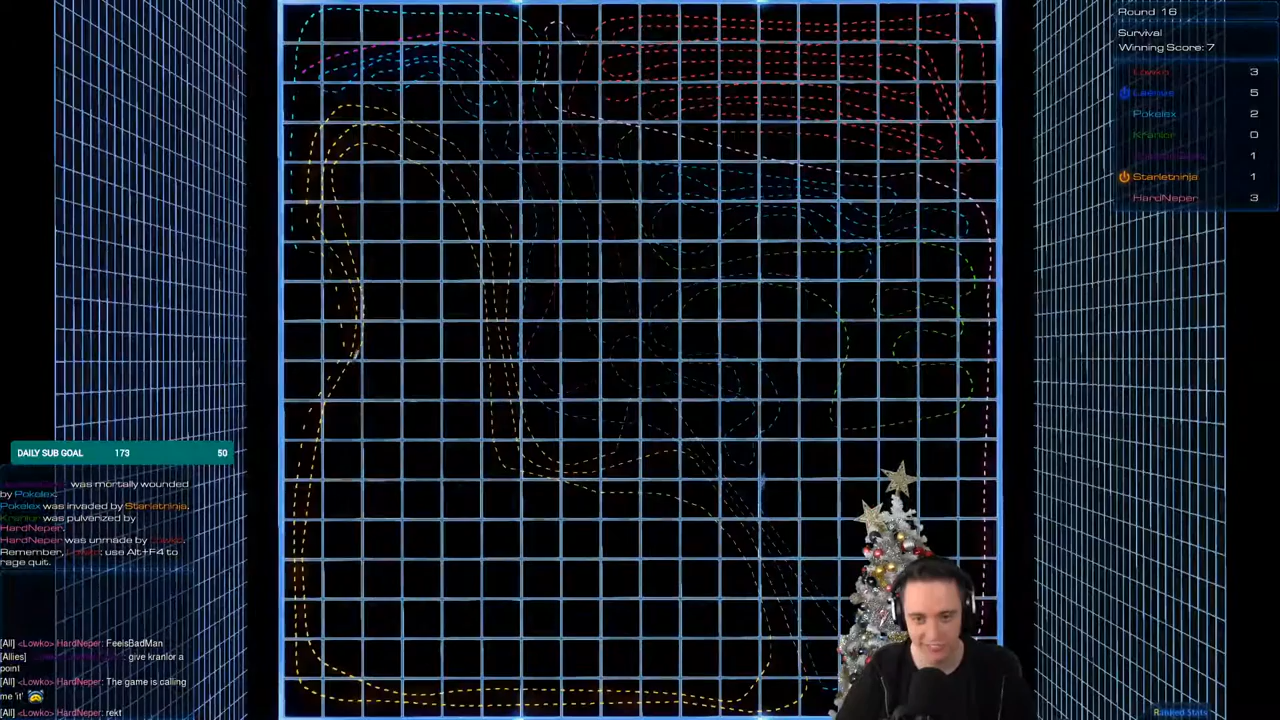 Round 16
Survival
Winning Score: 7
Lowko 3
5
Pokelex 2
Kranlor 0
1
Starletninja 1
HardNeper 3
DAILY SUB GOAL 173 50
was mortally wounded
by Pokelex.
Pokelex was invaded by Starletninja.
Kranlor was pulverized by
HardNeper.
HardNeper was unmade by Lowko.
Remember, Lowko: use Alt+F4 to
rage quit.
[All] <Lowko> HardNeper: FeelsBadMan
[Allies] : give kranlor a
point
[All] <Lowko> HardNeper: The game is calling
me 'it'
[All] <Lowko> HardNeper: rekt
Ranked Stats